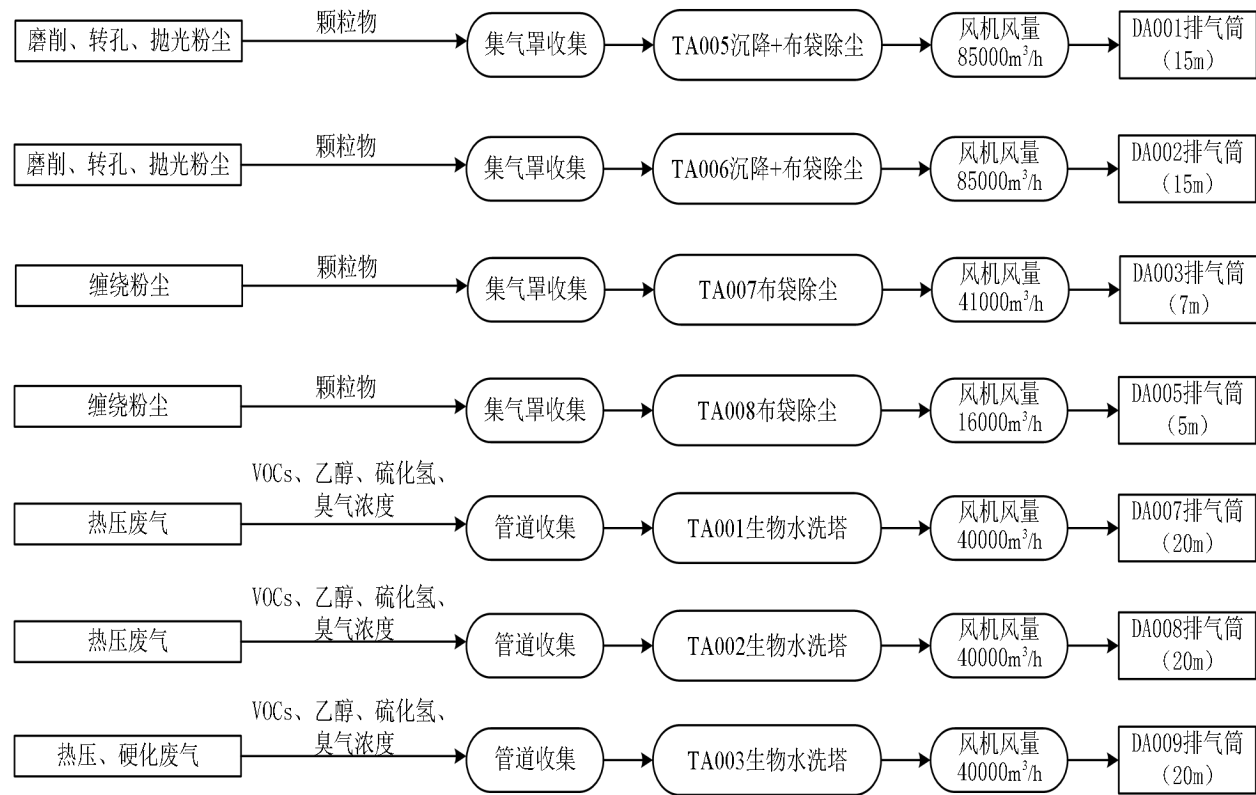 颗粒物
磨削、转孔、抛光粉尘
集气罩收集
TA005沉降+布袋除尘
风机风量
85000m³/h
DA001排气筒
(15m)
颗粒物
磨削、转孔、抛光粉尘
集气罩收集
TA006沉降+布袋除尘
风机风量
85000m³/h
DA002排气筒
(15m)
颗粒物
缠绕粉尘
集气罩收集
TA007布袋除尘
风机风量
41000m³/h
DA003排气筒
(7m)
颗粒物
缠绕粉尘
集气罩收集
TA008布袋除尘
风机风量
16000m³/h
DA005排气筒
(5m)
VOCs、乙醇、硫化氢、
臭气浓度
热压废气
管道收集
TA001生物水洗塔
风机风量
40000m³/h
DA007排气筒
(20m)
VOCs、乙醇、硫化氢、
臭气浓度
热压废气
管道收集
TA002生物水洗塔
风机风量
40000m³/h
DA008排气筒
(20m)
VOCs、乙醇、硫化氢、
臭气浓度
热压、硬化废气
管道收集
TA003生物水洗塔
风机风量
40000m³/h
DA009排气筒
(20m)